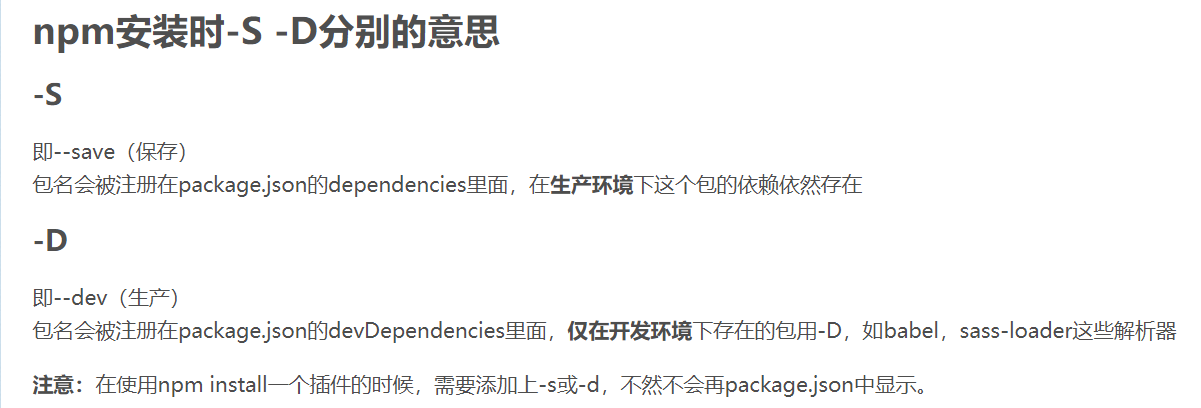 npm安装时-S -D分别的意思
-S
即--save（保存）
包名会被注册在package.json的dependencies里面，在生产环境下这个包的依赖依然存在
-D
即--dev（生产）
包名会被注册在package.json的devDependencies里面，仅在开发环境下存在的包用-D，如babel，sass-loader这些解析器
注意：在使用npm install一个插件的时候，需要添加上-s或-d，不然不会再package.json中显示。